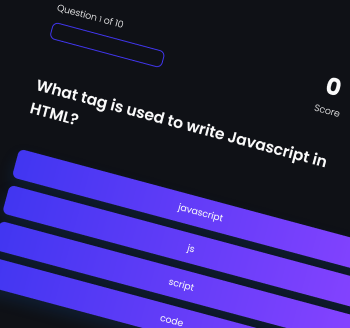 Question 1 of 10
0
Score
What tag is used to write Javascript in
HTML?
javascript
js
script
code